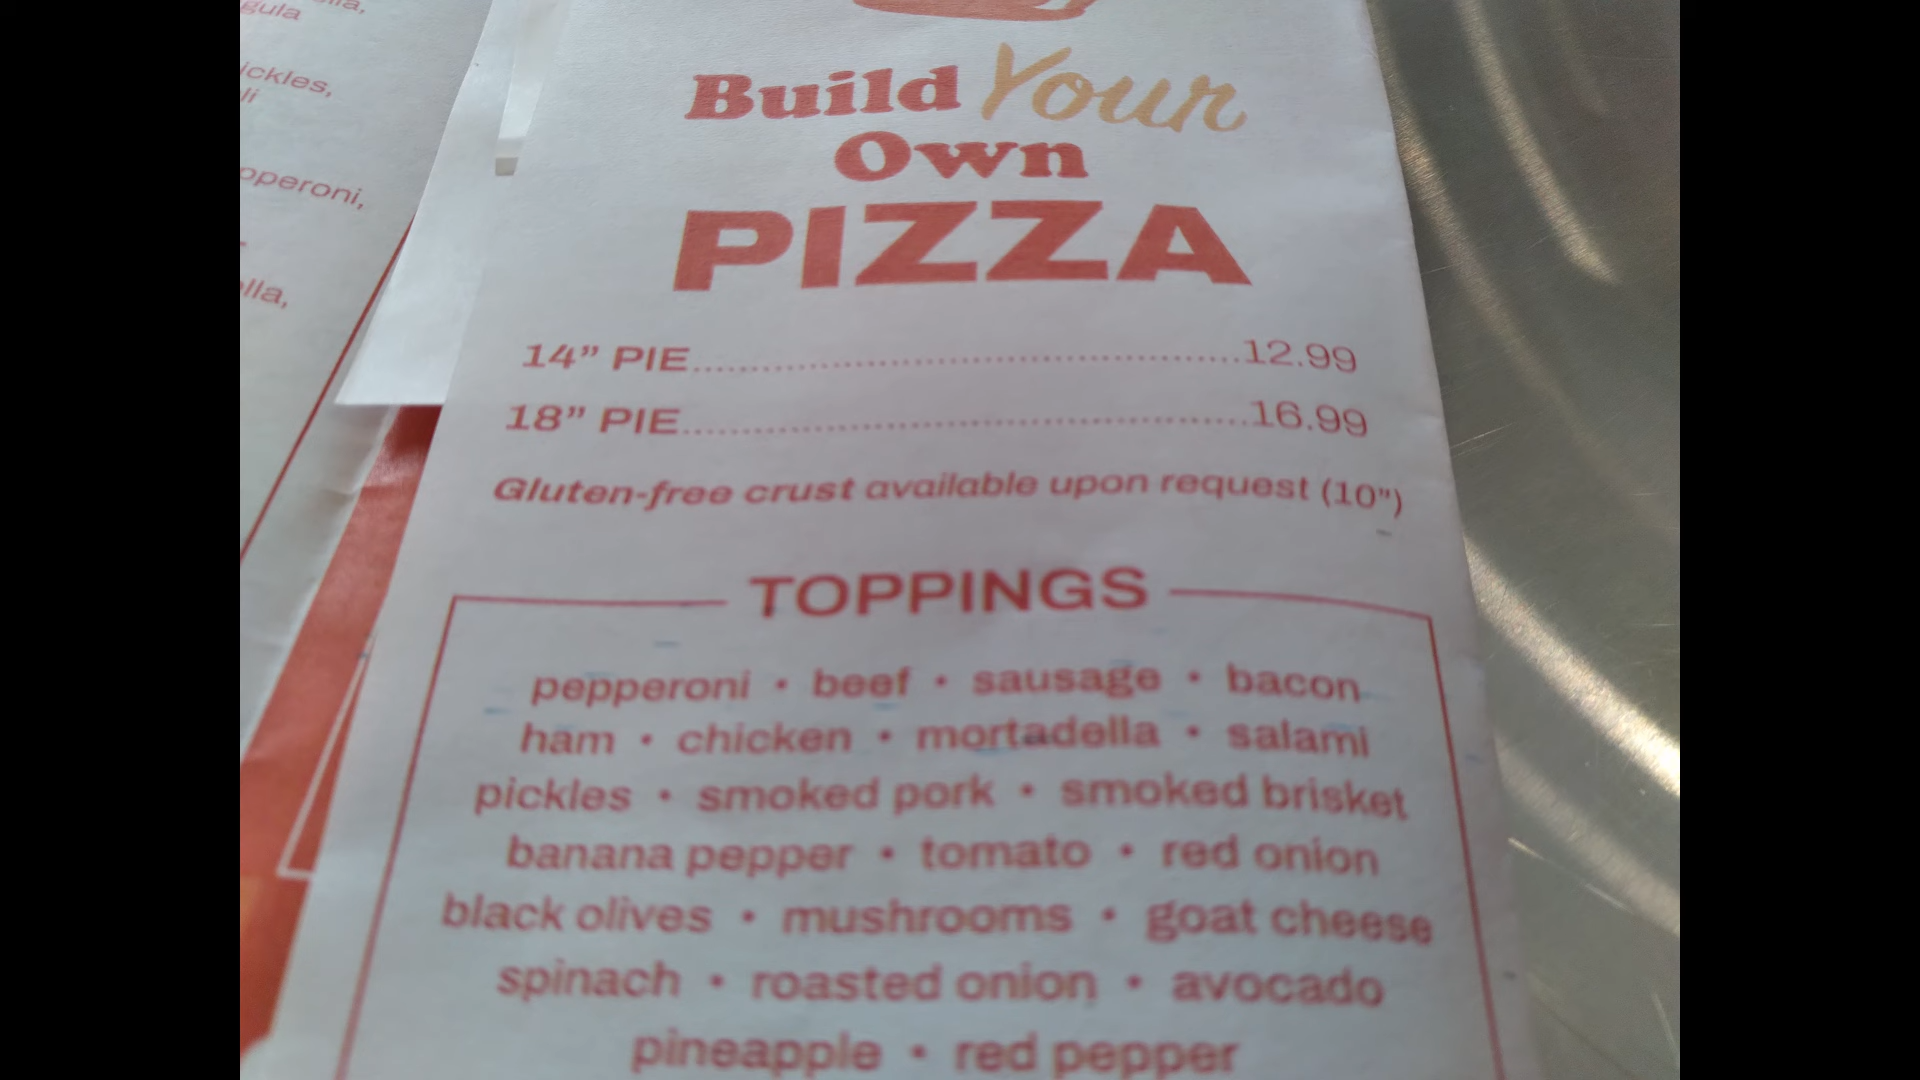 ickles,
pperoni,
Build Your
Own
PIZZA
14” PIE.......................................................12.99
18” PIE.......................................................16.99
Gluten-free crust available upon request (10")
TOPPINGS
pepperoni • beef • sausage • bacon
ham • chicken • mortadella • salami
pickles • smoked pork • smoked brisket
banana pepper • tomato • red onion
black olives • mushrooms • goat cheese
spinach • roasted onion • avocado
pineapple • red pepper